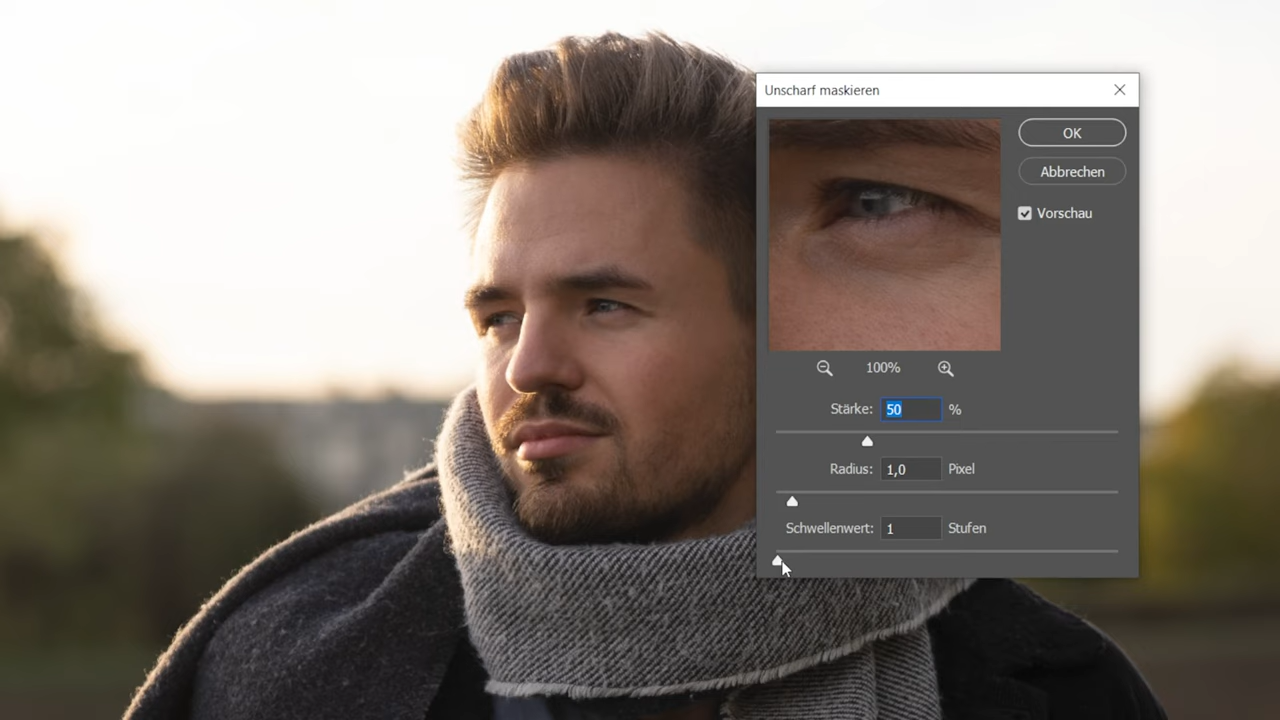 Unscharf maskieren
OK
Abbrechen
Vorschau
100%
Stärke: 50 %
Radius: 1,0 Pixel
Schwellenwert: 1 Stufen